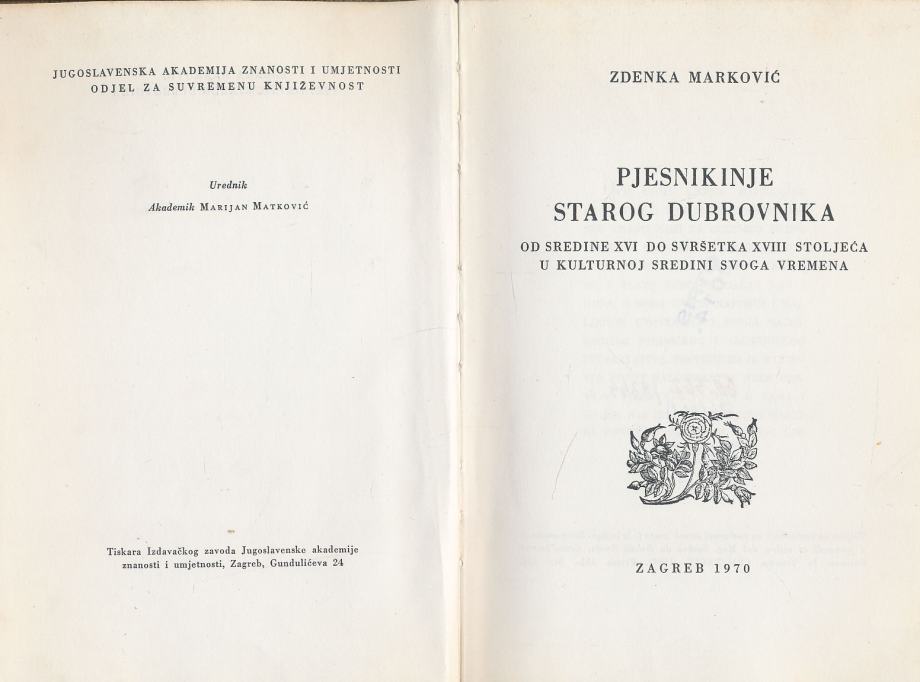 JUGOSLAVENSKA AKADEMIJA ZNANOSTI I UMJETNOSTI
ODJEL ZA SUVREMENU KNJIŽEVNOST
Urednik
Akademik MARIJAN MATKOVIĆ
Tiskara Izdavačkog zavoda Jugoslavenske akademije
znanosti i umjetnosti, Zagreb, Gundulićeva 24
ZDENKA MARKOVIĆ
PJESNIKINJE
STAROG DUBROVNIKA
OD SREDINE XVI DO SVRŠETKA XVIII STOLJEĆA
U KULTURNOJ SREDINI SVOGA VREMENA
ZAGREB 1970